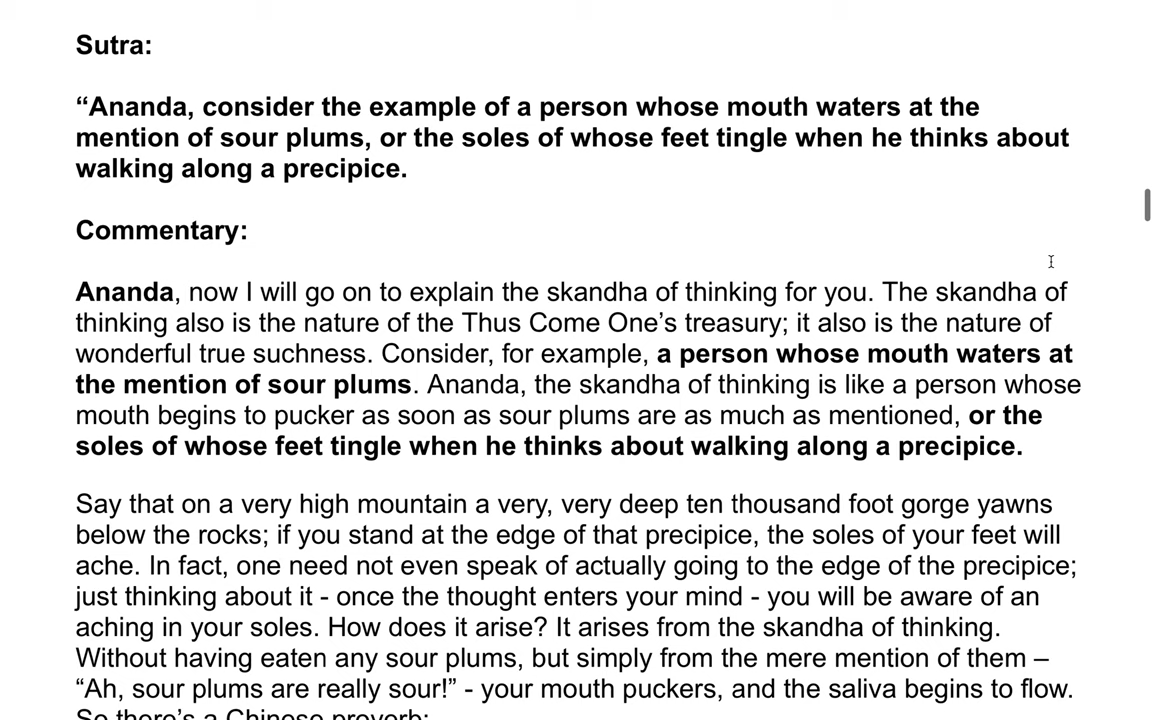 Sutra:
“Ananda, consider the example of a person whose mouth waters at the
mention of sour plums, or the soles of whose feet tingle when he thinks about
walking along a precipice.
Commentary:
Ananda, now I will go on to explain the skandha of thinking for you. The skandha of
thinking also is the nature of the Thus Come One’s treasury; it also is the nature of
wonderful true suchness. Consider, for example, a person whose mouth waters at
the mention of sour plums. Ananda, the skandha of thinking is like a person whose
mouth begins to pucker as soon as sour plums are as much as mentioned, or the
soles of whose feet tingle when he thinks about walking along a precipice.
Say that on a very high mountain a very, very deep ten thousand foot gorge yawns
below the rocks; if you stand at the edge of that precipice, the soles of your feet will
ache. In fact, one need not even speak of actually going to the edge of the precipice;
just thinking about it - once the thought enters your mind - you will be aware of an
aching in your soles. How does it arise? It arises from the skandha of thinking.
Without having eaten any sour plums, but simply from the mere mention of them –
“Ah, sour plums are really sour!” - your mouth puckers, and the saliva begins to flow.
So there’s a Chinese proverb: